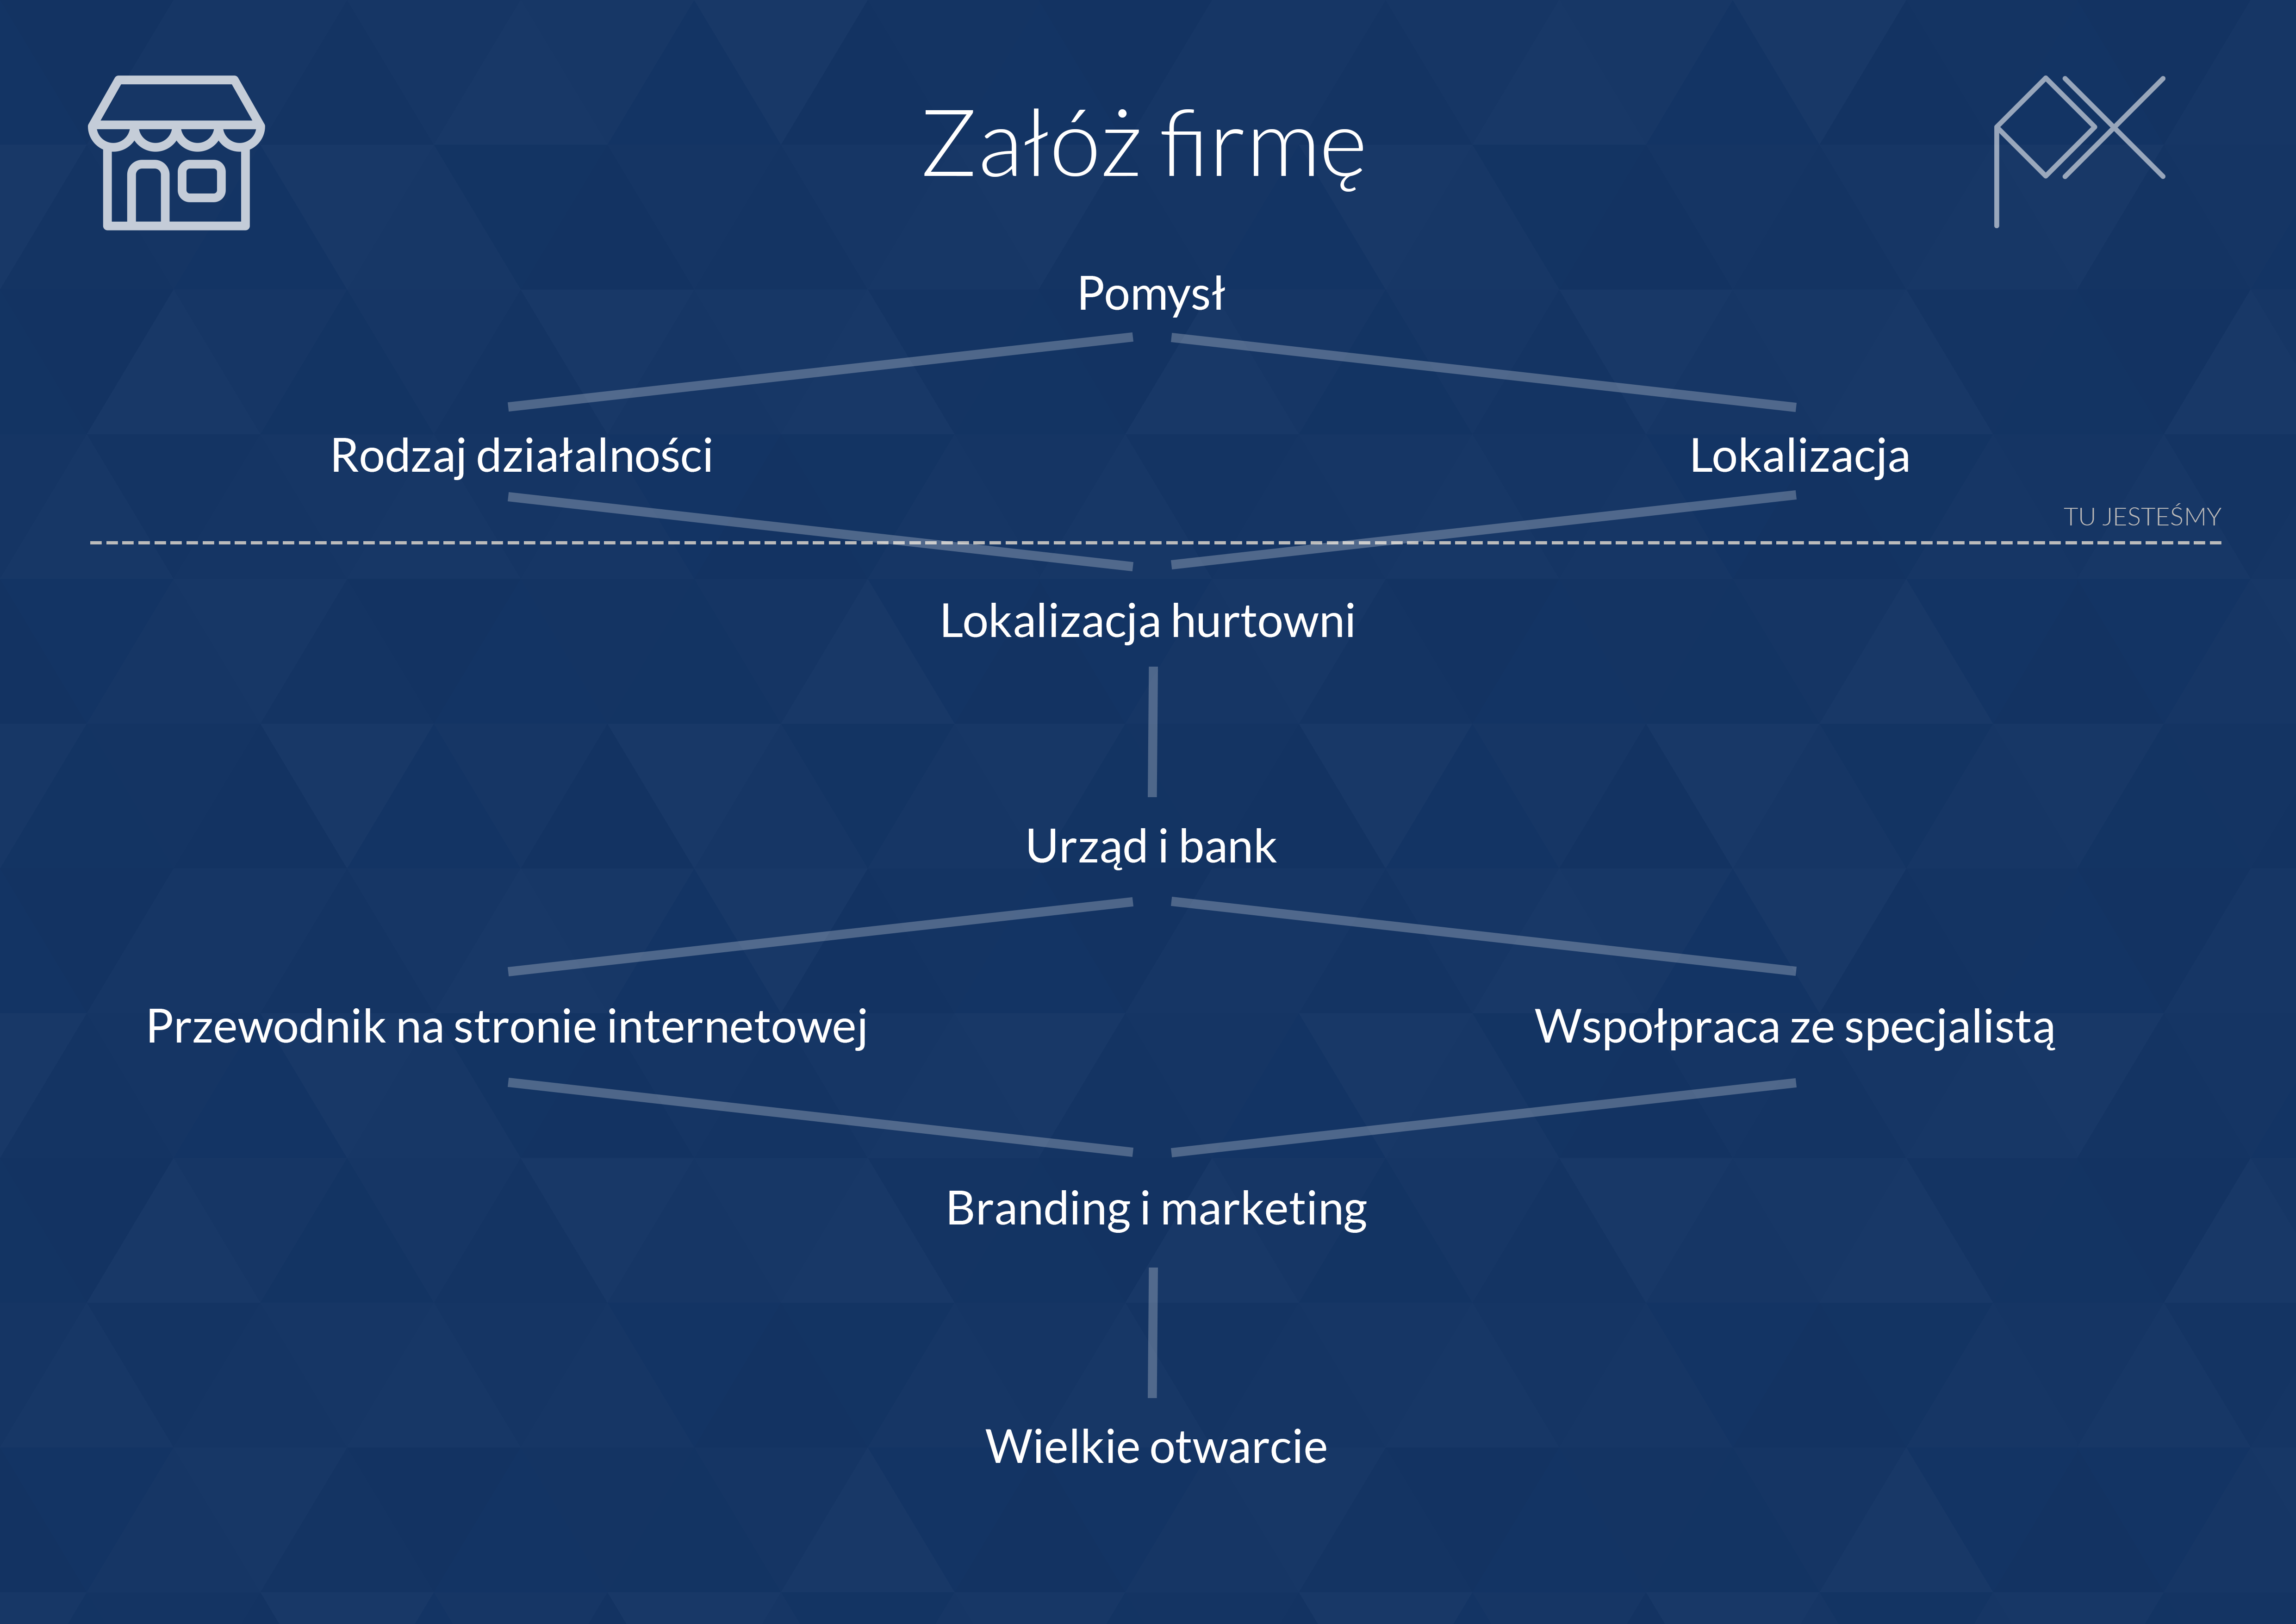 Załóż firmę
Pomysł
Rodzaj działalności
Lokalizacja
TU JESTEŚMY
Lokalizacja hurtowni
Urząd i bank
Przewodnik na stronie internetowej
Wspołpraca ze specjalistą
Branding i marketing
Wielkie otwarcie